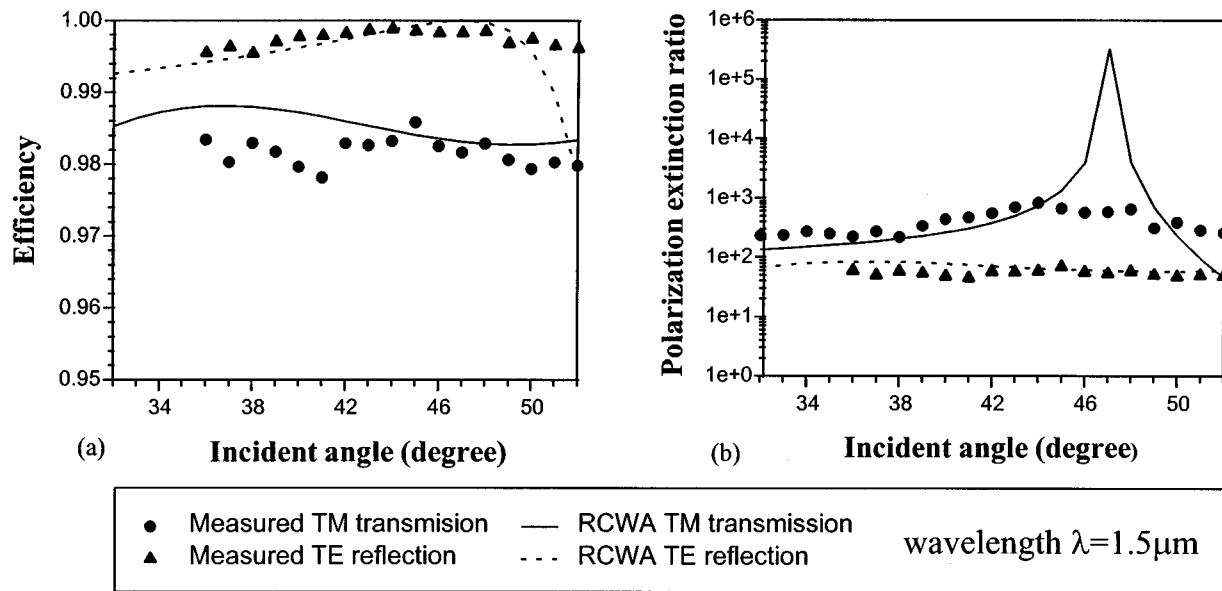 1.00
0.99
0.98
0.97
0.96
0.95
Efficiency
34 38 42 46 50
(a) Incident angle (degree)
1e+6
1e+5
1e+4
1e+3
1e+2
1e+1
1e+0
Polarization extinction ratio
34 38 42 46 50
(b) Incident angle (degree)
Measured TM transmision
Measured TE reflection
RCWA TM transmission
RCWA TE reflection
wavelength λ=1.5μm